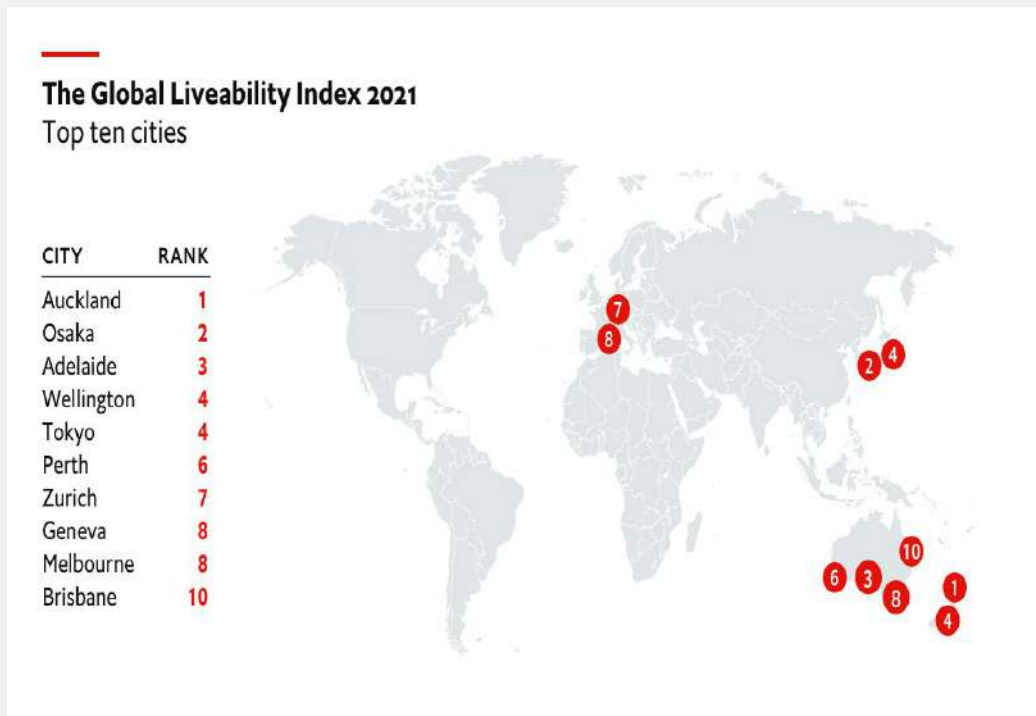 The Global Liveability Index 2021
Top ten cities
CITY RANK
Auckland 1
Osaka 2
Adelaide 3
Wellington 4
Tokyo 4
Perth 6
Zurich 7
Geneva 8
Melbourne 8
Brisbane 10
7
8
2 4
10
6 3 8 1
4